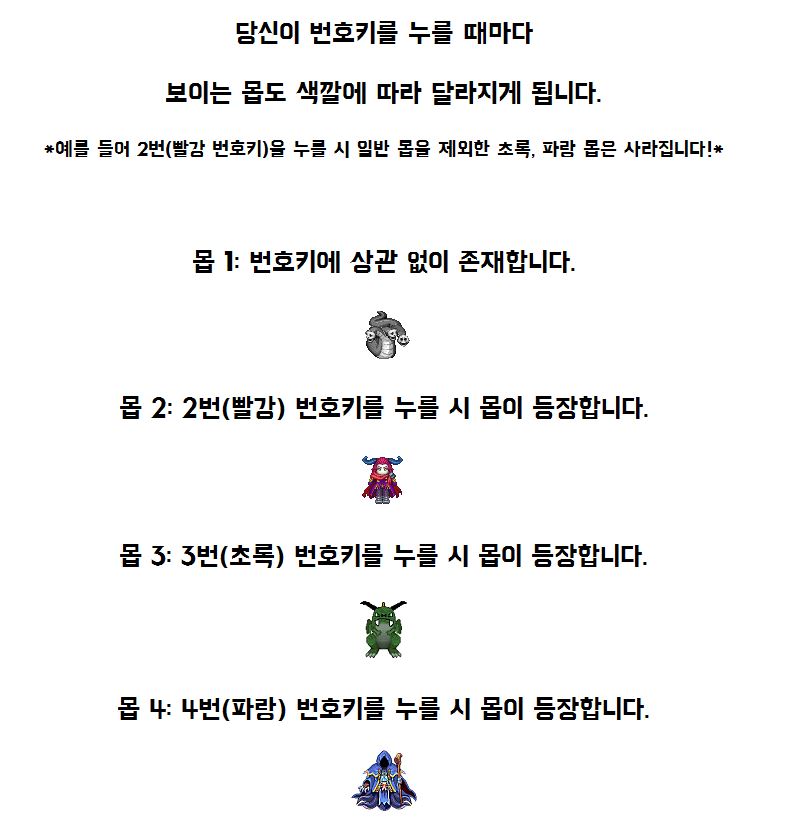 당신이 번호키를 누를 때마다
보이는 몹도 색깔에 따라 달라지게 됩니다.
*예를 들어 2번(빨강 번호키)을 누를 시 일반 몹을 제외한 초록, 파랑 몹은 사라집니다!*
몹 1: 번호키에 상관 없이 존재합니다.
몹 2: 2번(빨강) 번호키를 누를 시 몹이 등장합니다.
몹 3: 3번(초록) 번호키를 누를 시 몹이 등장합니다.
몹 4: 4번(파랑) 번호키를 누를 시 몹이 등장합니다.